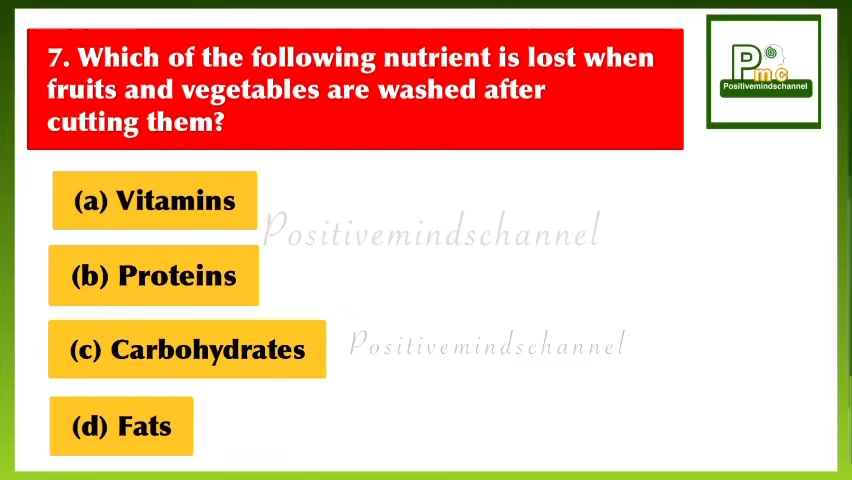 7. Which of the following nutrient is lost when
fruits and vegetables are washed after
cutting them?
Pmc
Positivemindschannel
(a) Vitamins
Positivemindschannel
(b) Proteins
(c) Carbohydrates
Positivemindschannel
(d) Fats